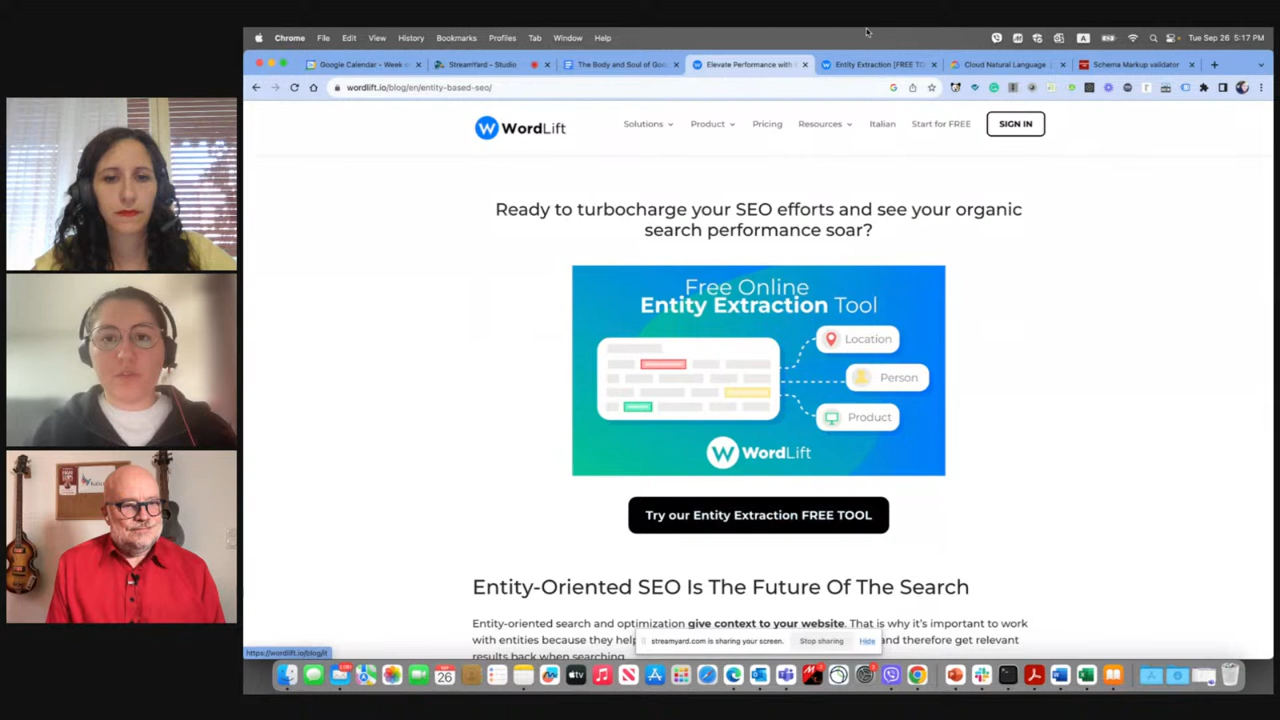 Chrome File Edit View History Bookmarks Profiles Tab Window Help
A
Tue Sep 26 5:17 PM
Google Calendar - Week
StreamYard - Studio
The Body and Soul of Goo
Elevate Performance with E
Entity Extraction [FREE TO
Cloud Natural Language
Schema Markup validator
wordlift.io/blog/en/entity-based-seo/
WordLift
Solutions
Product
Pricing
Resources
Italian
Start for FREE
SIGN IN
Ready to turbocharge your SEO efforts and see your organic
search performance soar?
Free Online
Entity Extraction Tool
Location
Person
Product
WordLift
Try our Entity Extraction FREE TOOL
Entity-Oriented SEO Is The Future Of The Search
Entity-oriented search and optimization give context to your website. That is why it's important to work
with entities because they help and therefore get relevant
results back when searching.
streamyard.com is sharing your screen.
Stop sharing
Hide
https://wordlift.io/blog/it
26